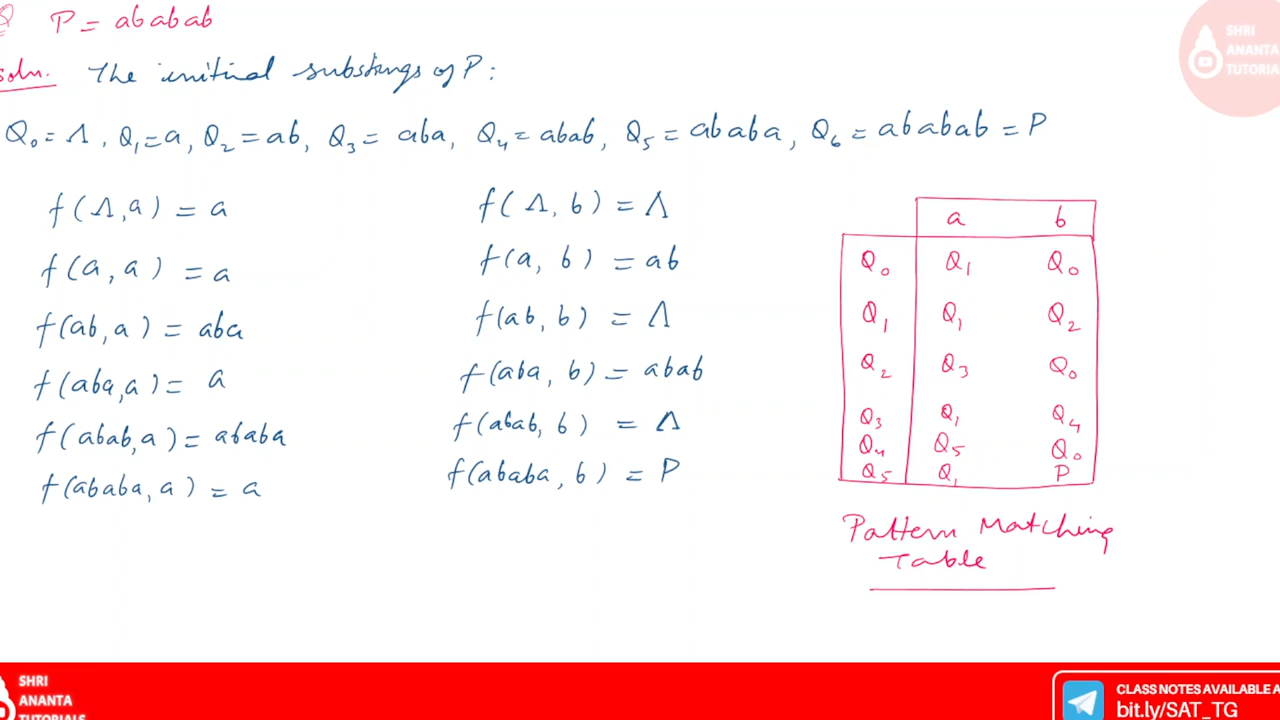 P = ababab
Soln. The initial substings of P:
Q₀ = Λ, Q₁ = a, Q₂ = ab, Q₃ = aba, Q₄ = abab, Q₅ = ababa, Q₆ = ababab = P
f(Λ,a) = a
f(a, a) = a
f(ab, a) = aba
f(aba,a) = a
f(abab,a) = ababa
f(ababa, a) = a
f(Λ, b) = Λ
f(a, b) = ab
f(ab, b) = Λ
f(aba, b) = abab
f(abab, b) = Λ
f(ababa, b) = P
a b
Q₀ Q₁ Q₀
Q₁ Q₁ Q₂
Q₂ Q₃ Q₀
Q₃ Q₁ Q₄
Q₄ Q₅ Q₀
Q₅ Q₁ P
Pattern Matching
Table
SHRI
ANANTA
TUTORIA
SHRI
ANANTA
TUTORIALS
CLASS NOTES AVAILABLE A
bit.ly/SAT_TG